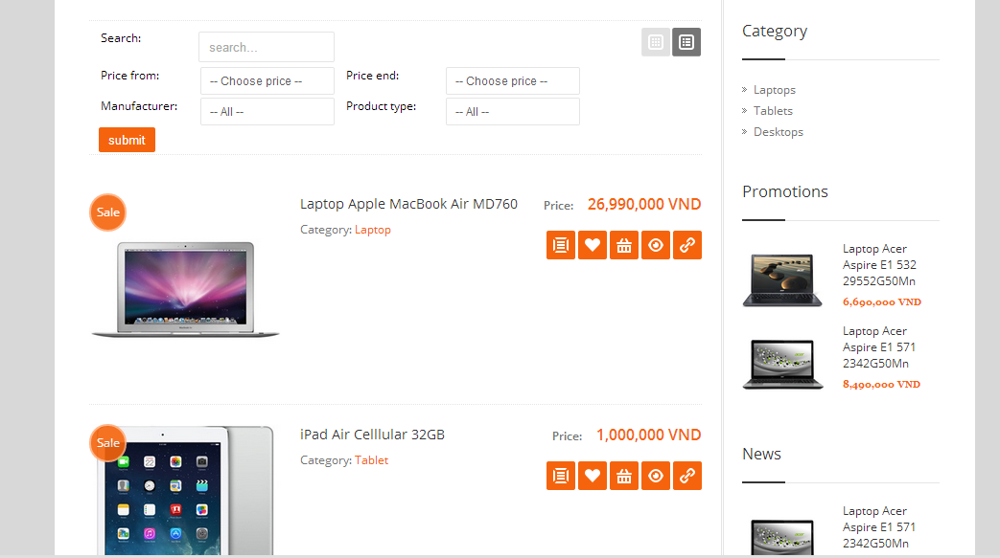 Search:
search...
Price from:
-- Choose price --
Price end:
-- Choose price --
Manufacturer:
-- All --
Product type:
-- All --
submit
Sale
Laptop Apple MacBook Air MD760
Price: 26,990,000 VND
Category: Laptop
Sale
iPad Air Celllular 32GB
Price: 1,000,000 VND
Category: Tablet
Category
Laptops
Tablets
Desktops
Promotions
Laptop Acer
Aspire E1 532
29552G50Mn
6,690,000 VND
Laptop Acer
Aspire E1 571
2342G50Mn
8,490,000 VND
News
Laptop Acer
Aspire E1 571
2342G50Mn